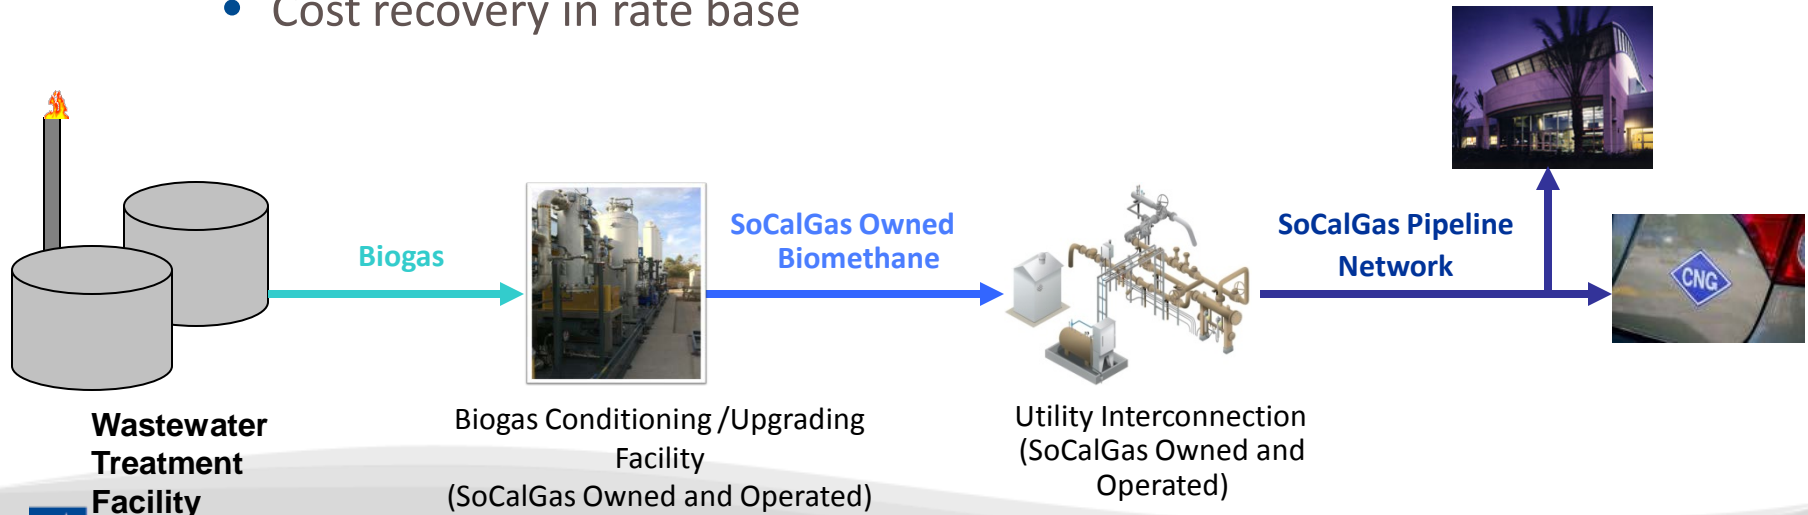 • Cost recovery in rate base
Biogas
SoCalGas Owned
Biomethane
SoCalGas Pipeline
Network
CNG
Wastewater
Treatment
Facility
Biogas Conditioning /Upgrading
Facility
(SoCalGas Owned and Operated)
Utility Interconnection
(SoCalGas Owned and
Operated)